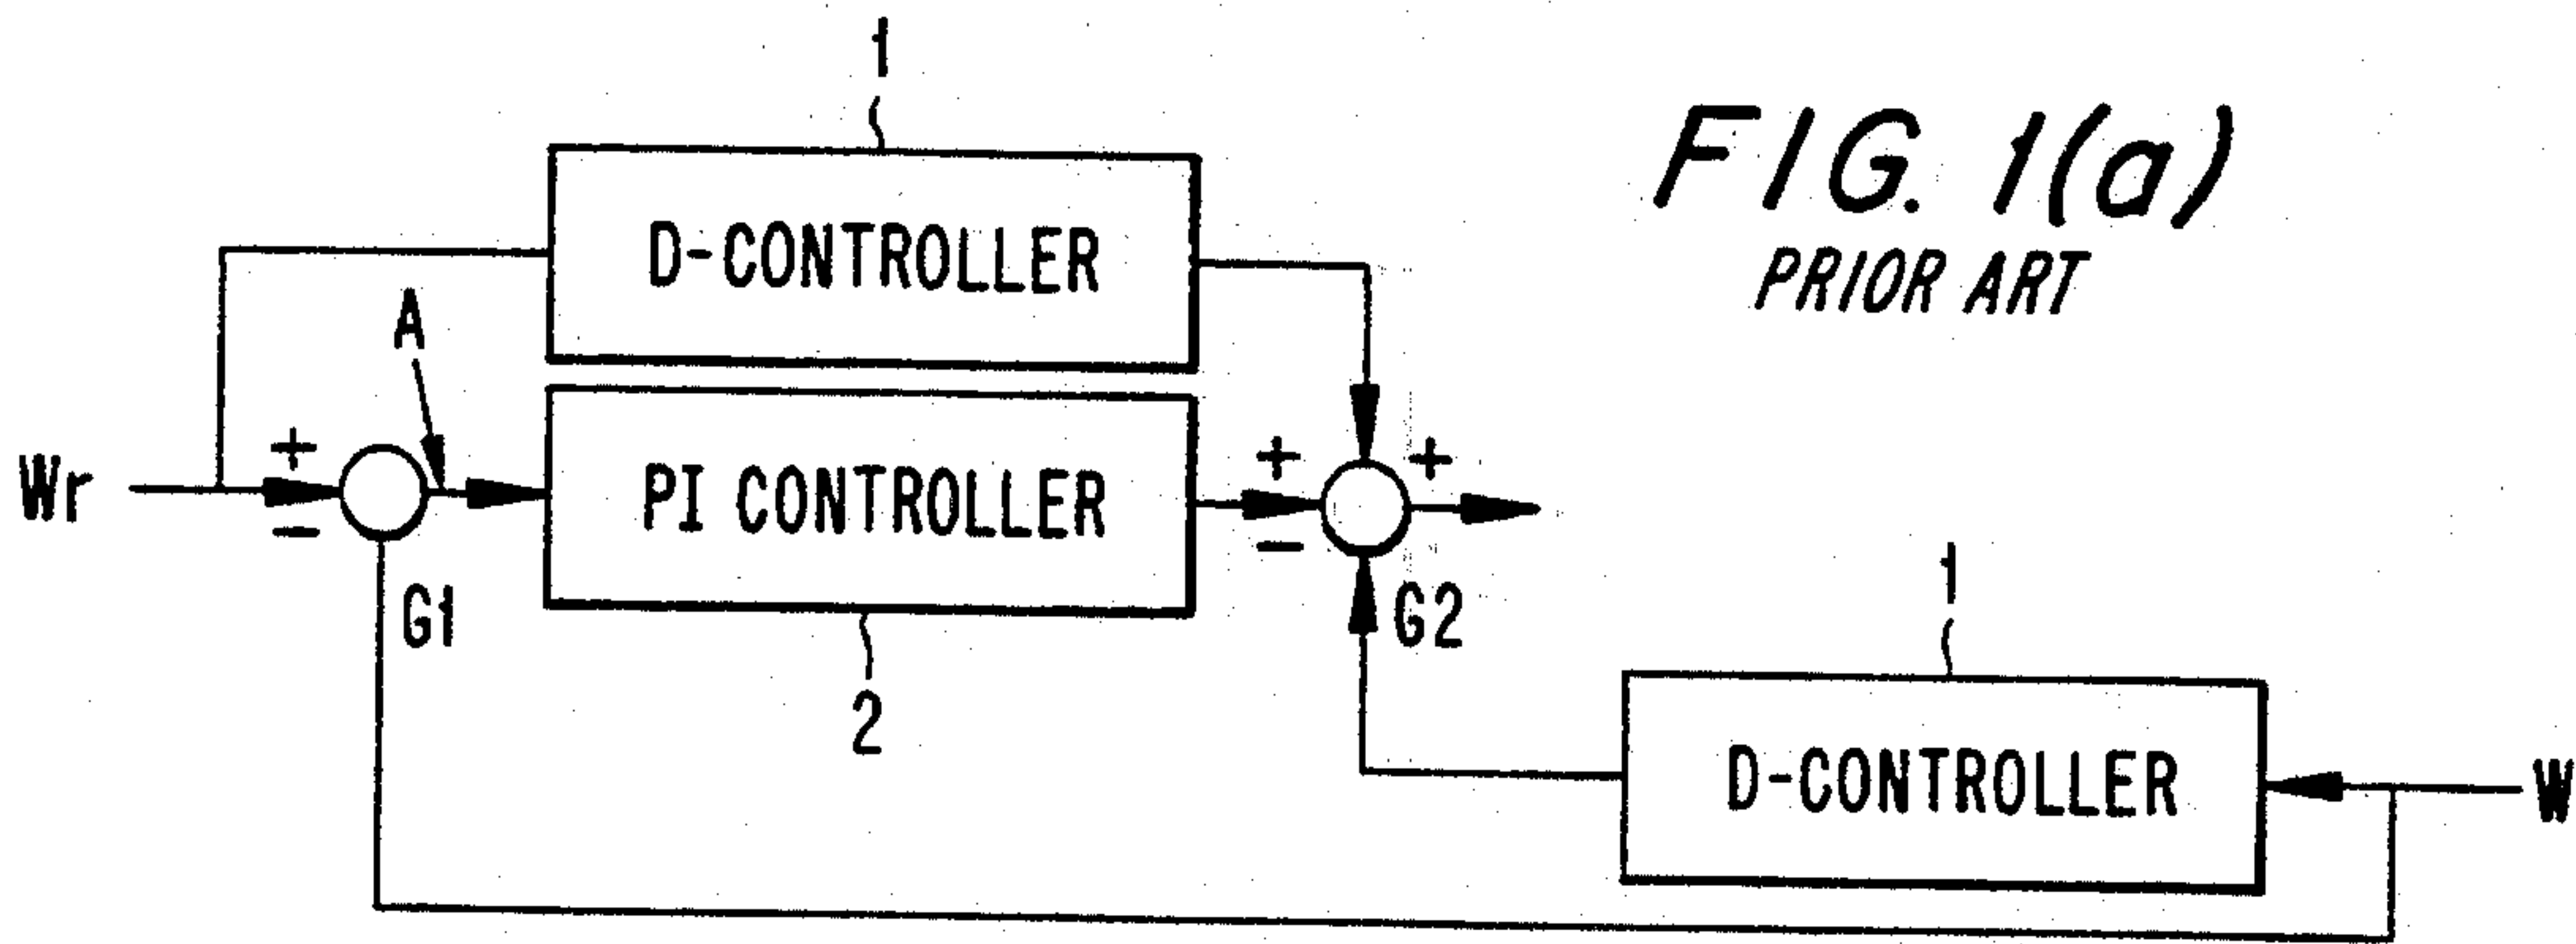 1
FIG. 1(a)
PRIOR ART
D-CONTROLLER
A
Wr
+
−
PI CONTROLLER
+
−
+
G1
G2
2
1
D-CONTROLLER
W